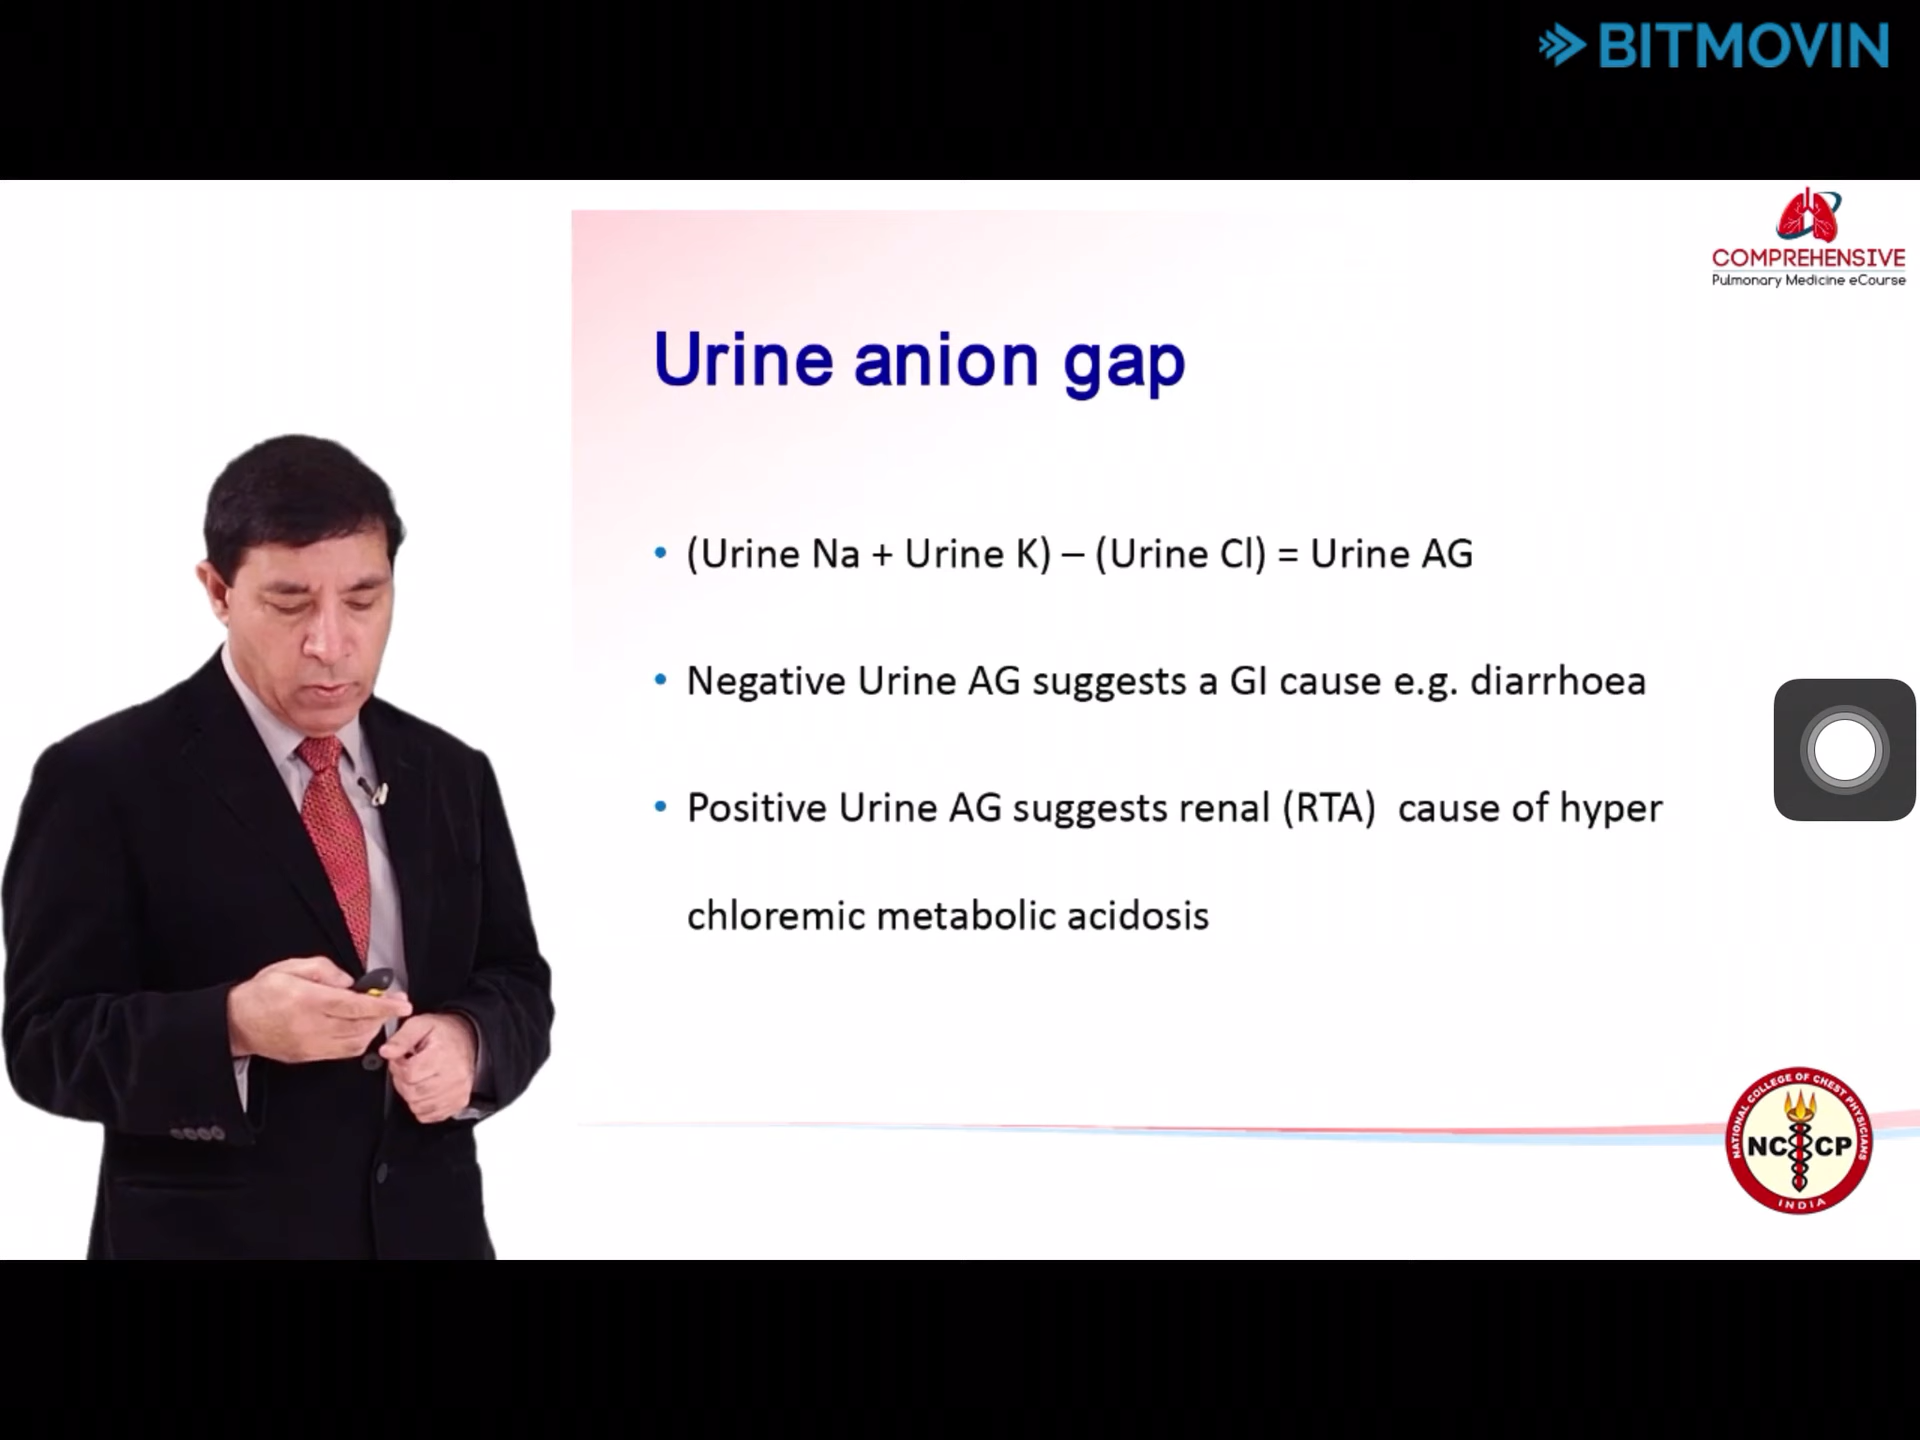 BITMOVIN
COMPREHENSIVE
Pulmonary Medicine eCourse
Urine anion gap
• (Urine Na + Urine K) – (Urine Cl) = Urine AG
• Negative Urine AG suggests a GI cause e.g. diarrhoea
• Positive Urine AG suggests renal (RTA) cause of hyper
chloremic metabolic acidosis
NATIONAL COLLEGE OF CHEST PHYSICIANS
NCCP
INDIA